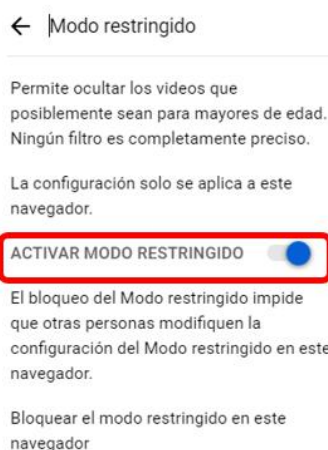 Modo restringido
Permite ocultar los videos que
posiblemente sean para mayores de edad.
Ningún filtro es completamente preciso.
La configuración solo se aplica a este
navegador.
ACTIVAR MODO RESTRINGIDO
El bloqueo del Modo restringido impide
que otras personas modifiquen la
configuración del Modo restringido en este
navegador.
Bloquear el modo restringido en este
navegador